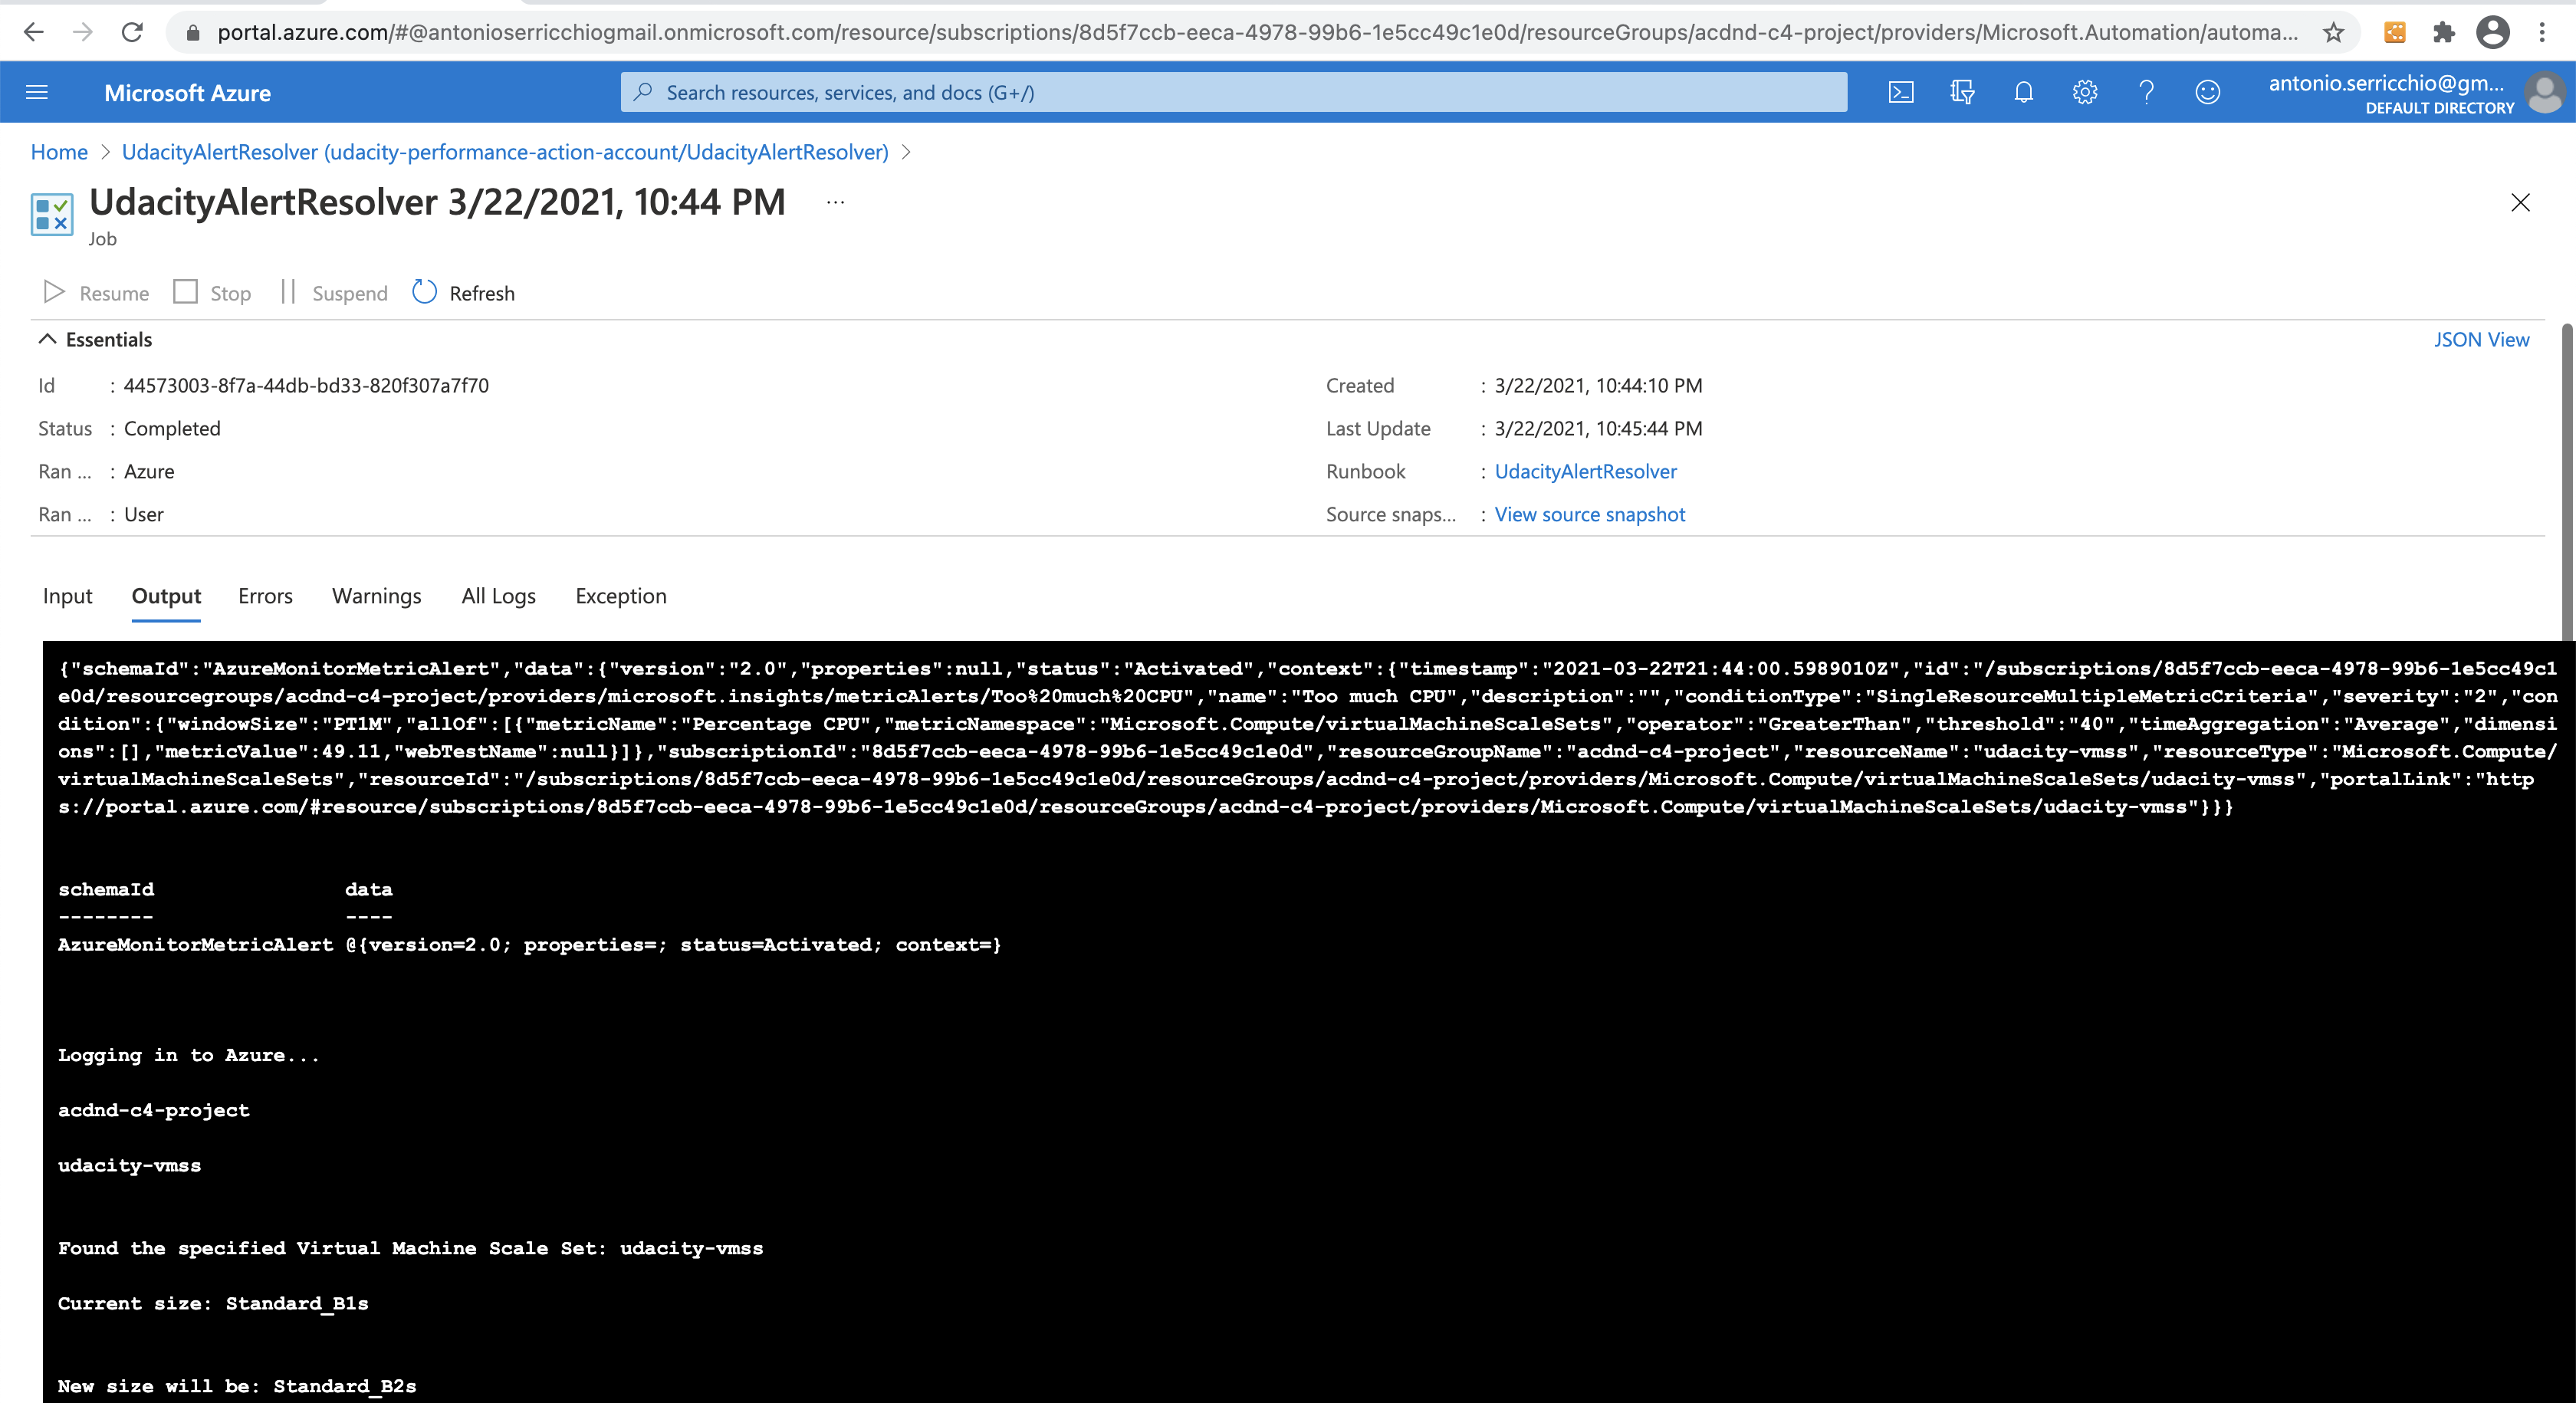 portal.azure.com/#@antonioserricchiogmail.onmicrosoft.com/resource/subscriptions/8d5f7ccb-eeca-4978-99b6-1e5cc49c1e0d/resourceGroups/acdnd-c4-project/providers/Microsoft.Automation/automa...
Microsoft Azure
Search resources, services, and docs (G+/)
antonio.serricchio@gm...
DEFAULT DIRECTORY
Home > UdacityAlertResolver (udacity-performance-action-account/UdacityAlertResolver) >
UdacityAlertResolver 3/22/2021, 10:44 PM ...
Job
Resume Stop Suspend Refresh
Essentials JSON View
Id : 44573003-8f7a-44db-bd33-820f307a7f70 Created : 3/22/2021, 10:44:10 PM
Status : Completed Last Update : 3/22/2021, 10:45:44 PM
Ran ... : Azure Runbook : UdacityAlertResolver
Ran ... : User Source snaps... : View source snapshot
Input Output Errors Warnings All Logs Exception
{"schemaId":"AzureMonitorMetricAlert","data":{"version":"2.0","properties":null,"status":"Activated","context":{"timestamp":"2021-03-22T21:44:00.5989010Z","id":"/subscriptions/8d5f7ccb-eeca-4978-99b6-1e5cc49c1
e0d/resourcegroups/acdnd-c4-project/providers/microsoft.insights/metricAlerts/Too%20much%20CPU","name":"Too much CPU","description":"","conditionType":"SingleResourceMultipleMetricCriteria","severity":"2","con
dition":{"windowSize":"PT1M","allOf":[{"metricName":"Percentage CPU","metricNamespace":"Microsoft.Compute/virtualMachineScaleSets","operator":"GreaterThan","threshold":"40","timeAggregation":"Average","dimensi
ons":[],"metricValue":49.11,"webTestName":null}]},"subscriptionId":"8d5f7ccb-eeca-4978-99b6-1e5cc49c1e0d","resourceGroupName":"acdnd-c4-project","resourceName":"udacity-vmss","resourceType":"Microsoft.Compute/
virtualMachineScaleSets","resourceId":"/subscriptions/8d5f7ccb-eeca-4978-99b6-1e5cc49c1e0d/resourceGroups/acdnd-c4-project/providers/Microsoft.Compute/virtualMachineScaleSets/udacity-vmss","portalLink":"http
s://portal.azure.com/#resource/subscriptions/8d5f7ccb-eeca-4978-99b6-1e5cc49c1e0d/resourceGroups/acdnd-c4-project/providers/Microsoft.Compute/virtualMachineScaleSets/udacity-vmss"}}}
schemaId data
-------- ----
AzureMonitorMetricAlert @{version=2.0; properties=; status=Activated; context=}
Logging in to Azure...
acdnd-c4-project
udacity-vmss
Found the specified Virtual Machine Scale Set: udacity-vmss
Current size: Standard_B1s
New size will be: Standard_B2s